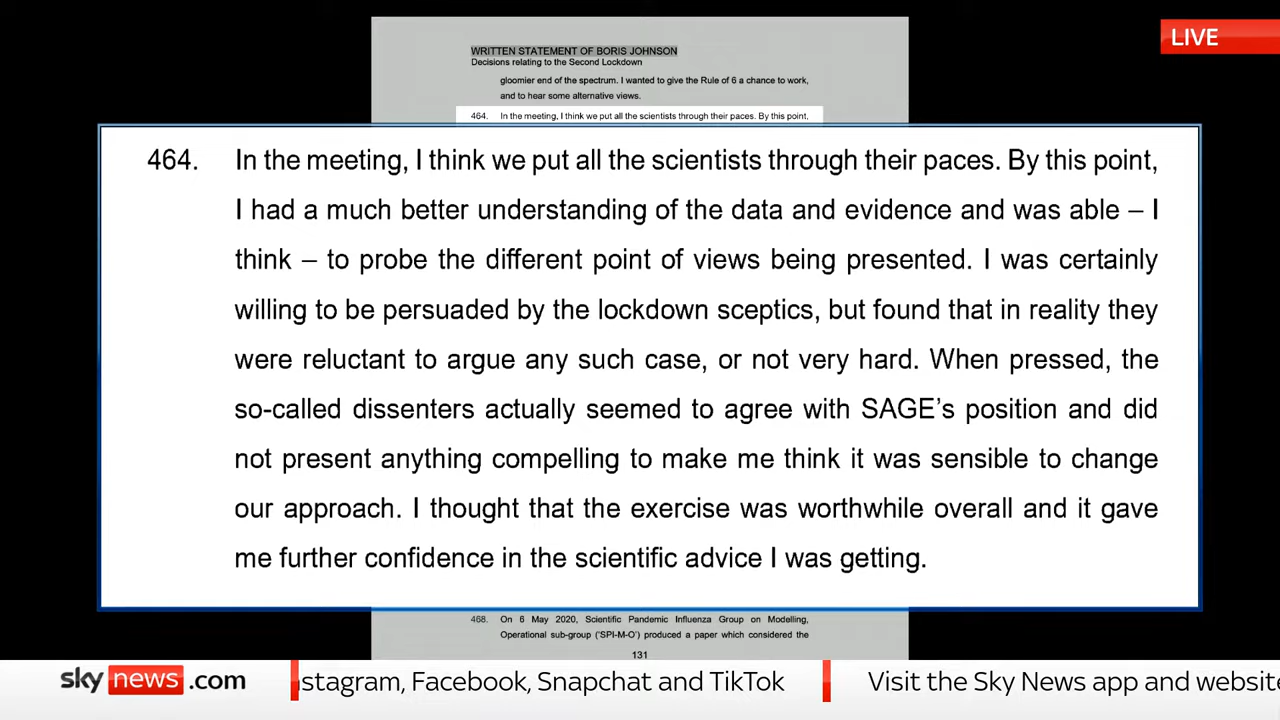 WRITTEN STATEMENT OF BORIS JOHNSON
LIVE
Decisions relating to the Second Lockdown
gloomier end of the spectrum. I wanted to give the Rule of 6 a chance to work,
and to hear some alternative views.
464. In the meeting, I think we put all the scientists through their paces. By this point,
464. In the meeting, I think we put all the scientists through their paces. By this point,
I had a much better understanding of the data and evidence and was able – I
think – to probe the different point of views being presented. I was certainly
willing to be persuaded by the lockdown sceptics, but found that in reality they
were reluctant to argue any such case, or not very hard. When pressed, the
so-called dissenters actually seemed to agree with SAGE’s position and did
not present anything compelling to make me think it was sensible to change
our approach. I thought that the exercise was worthwhile overall and it gave
me further confidence in the scientific advice I was getting.
468. On 6 May 2020, Scientific Pandemic Influenza Group on Modelling,
Operational sub-group (‘SPI-M-O’) produced a paper which considered the
131
sky news .com
stagram, Facebook, Snapchat and TikTok
Visit the Sky News app and website